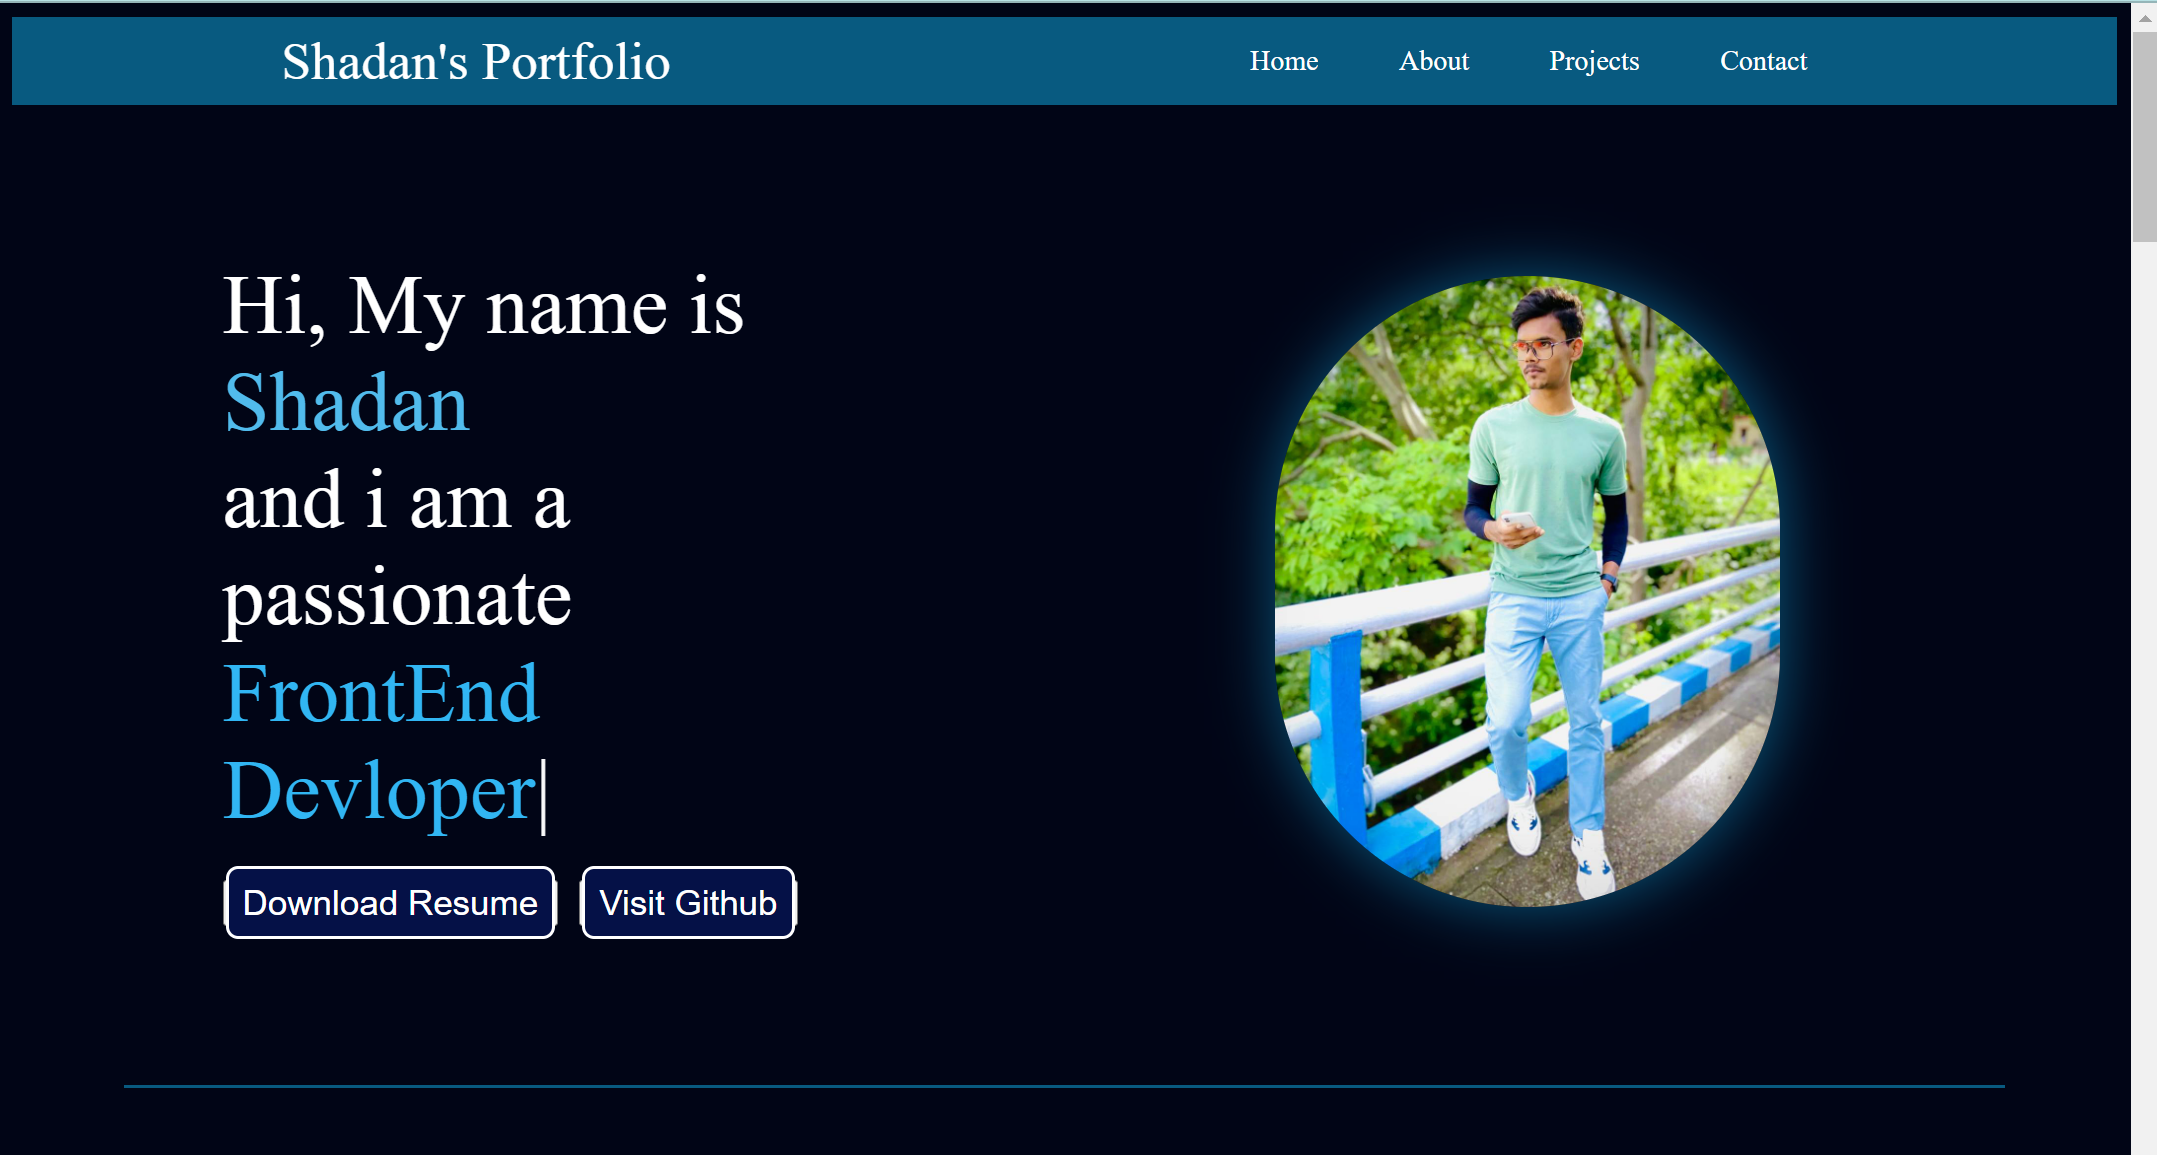 Shadan's Portfolio
Home About Projects Contact
Hi, My name is
Shadan
and i am a
passionate
FrontEnd
Devloper|
Download Resume Visit Github